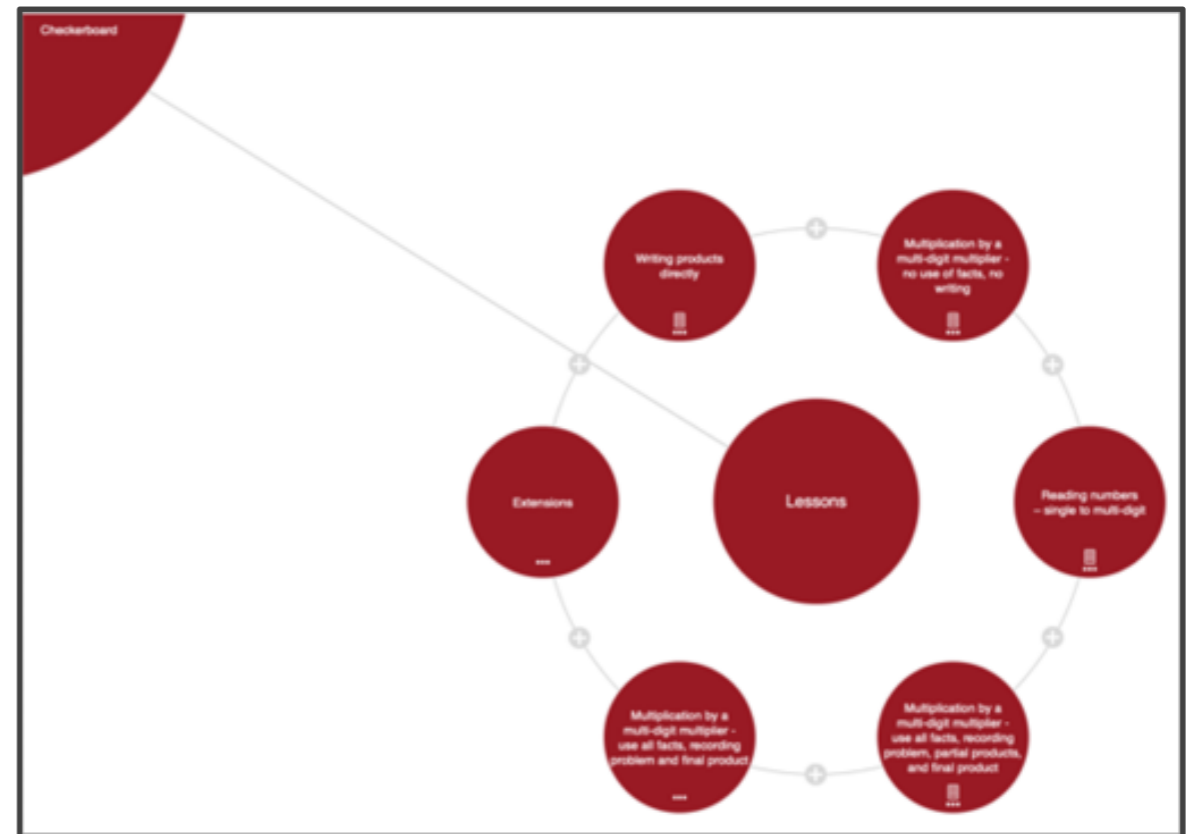 Checkerboard
Writing products
directly
Multiplication by a
multi-digit multiplier -
no use of facts, no
writing
Extensions
Lessons
Reading numbers
– single to multi-digit
Multiplication by a
multi-digit multiplier -
use all facts, recording
problem and final product
Multiplication by a
multi-digit multiplier -
use all facts, recording
problem, partial products,
and final product